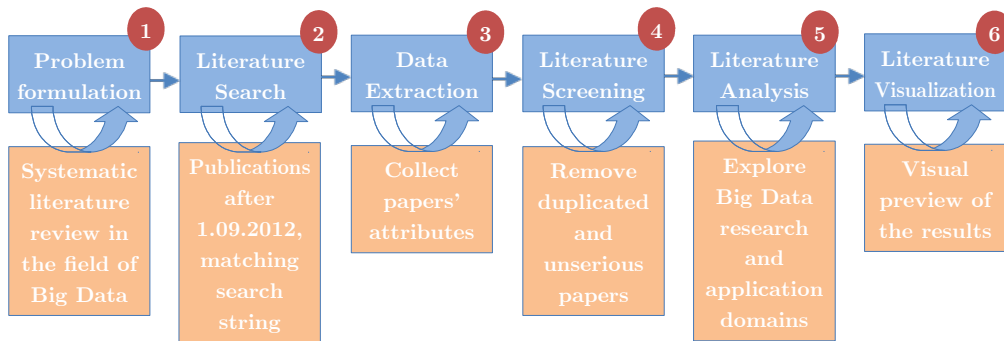 1
Problem
formulation
Systematic
literature
review in
the field of
Big Data
2
Literature
Search
Publications
after
1.09.2012,
matching
search
string
3
Data
Extraction
Collect
papers'
attributes
4
Literature
Screening
Remove
duplicated
and
unserious
papers
5
Literature
Analysis
Explore
Big Data
research
and
application
domains
6
Literature
Visualization
Visual
preview of
the results